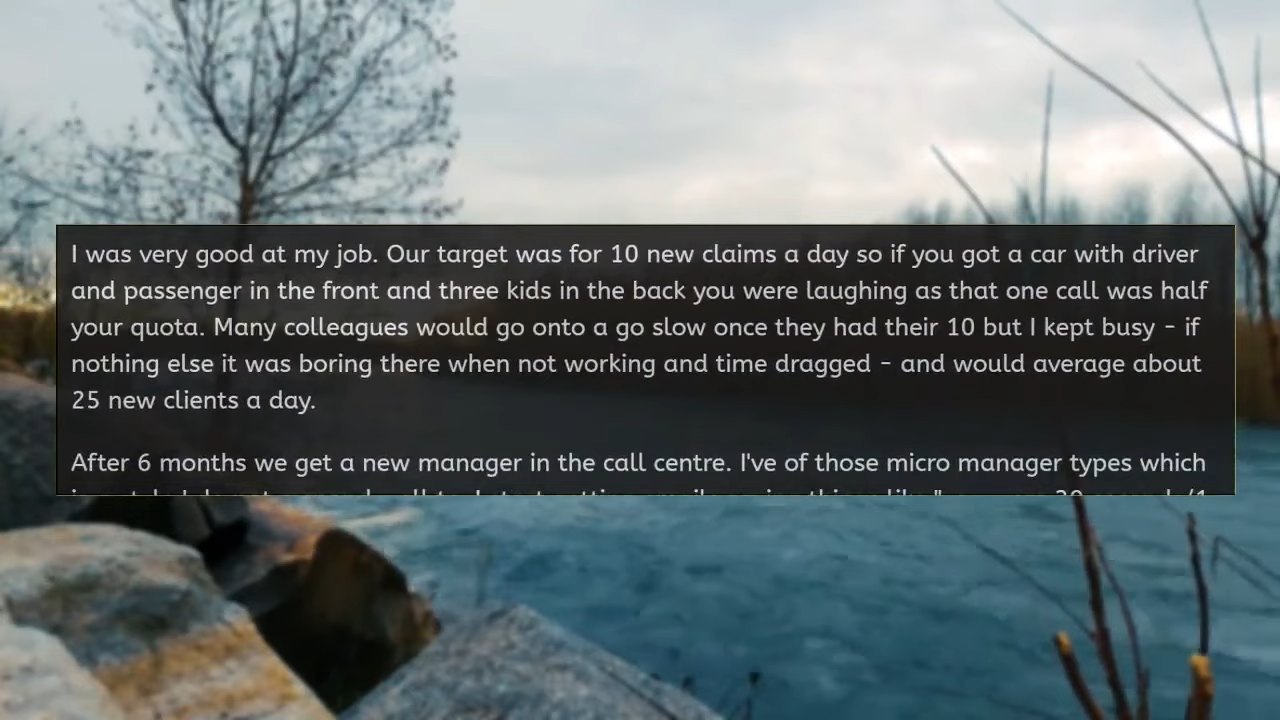 I was very good at my job. Our target was for 10 new claims a day so if you got a car with driver
and passenger in the front and three kids in the back you were laughing as that one call was half
your quota. Many colleagues would go onto a go slow once they had their 10 but I kept busy - if
nothing else it was boring there when not working and time dragged - and would average about
25 new clients a day.
After 6 months we get a new manager in the call centre. I've of those micro manager types which